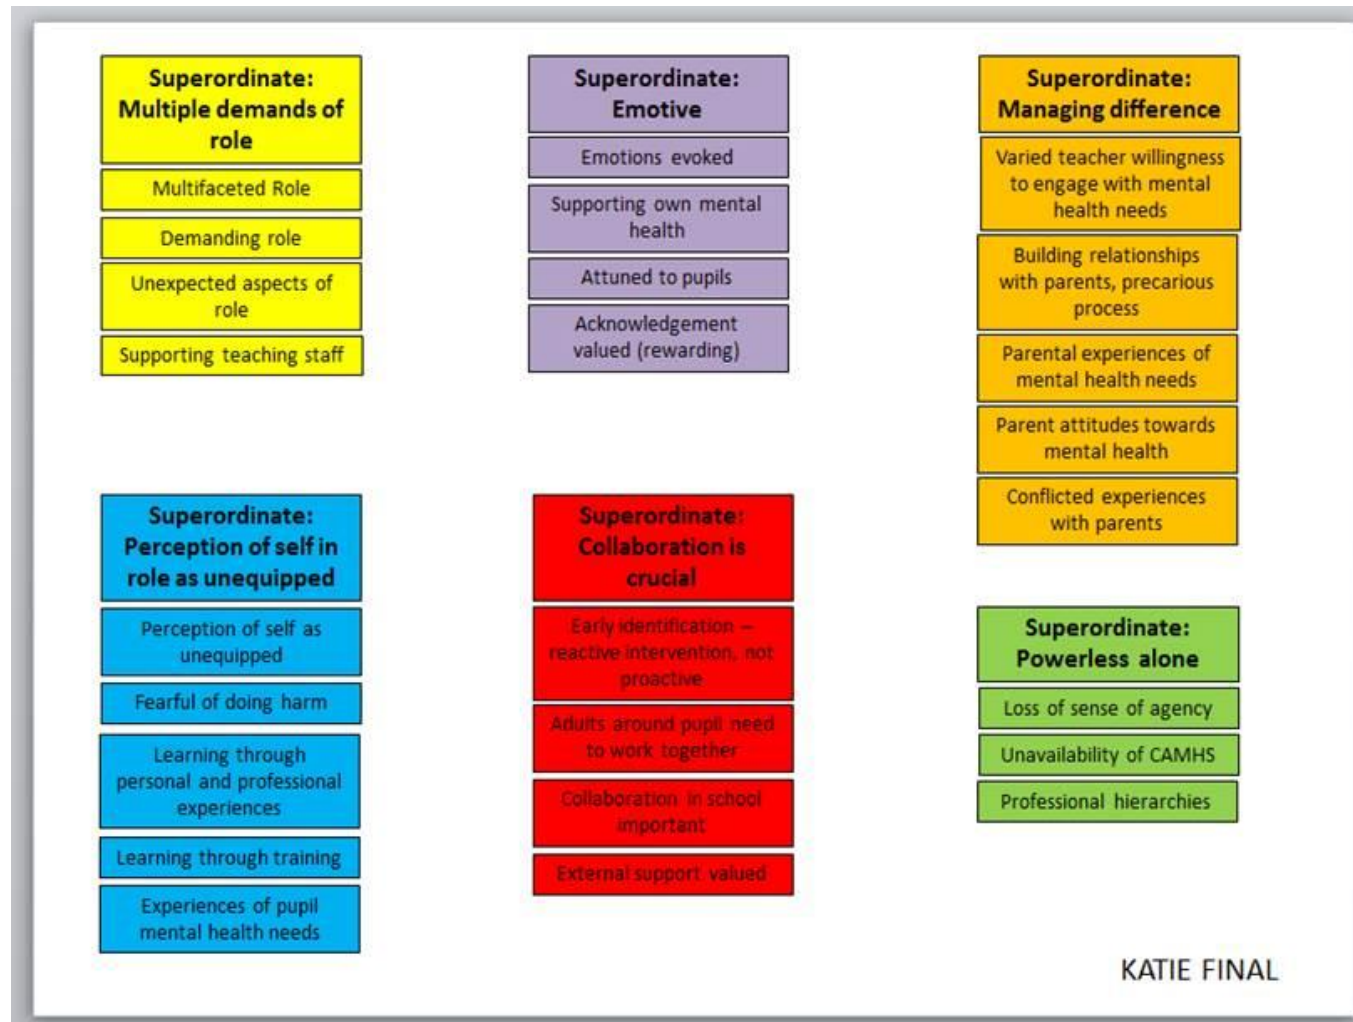 Superordinate:
Multiple demands of
role
Multifaceted Role
Demanding role
Unexpected aspects of
role
Supporting teaching staff
Superordinate:
Emotive
Emotions evoked
Supporting own mental
health
Attuned to pupils
Acknowledgement
valued (rewarding)
Superordinate:
Managing difference
Varied teacher willingness
to engage with mental
health needs
Building relationships
with parents, precarious
process
Parental experiences of
mental health needs
Parent attitudes towards
mental health
Conflicted experiences
with parents
Superordinate:
Perception of self in
role as unequipped
Perception of self as
unequipped
Fearful of doing harm
Learning through
personal and professional
experiences
Learning through training
Experiences of pupil
mental health needs
Superordinate:
Collaboration is
crucial
Early identification –
reactive intervention, not
proactive
Adults around pupil need
to work together
Collaboration in school
important
External support valued
Superordinate:
Powerless alone
Loss of sense of agency
Unavailability of CAMHS
Professional hierarchies
KATIE FINAL